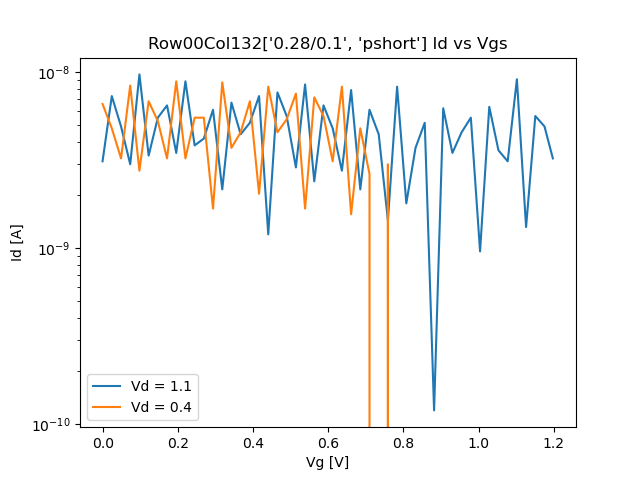 Row00Col132['0.28/0.1', 'pshort'] Id vs Vgs
10⁻⁸
10⁻⁹
10⁻¹⁰
Id [A]
Vd = 1.1
Vd = 0.4
0.0 0.2 0.4 0.6 0.8 1.0 1.2
Vg [V]